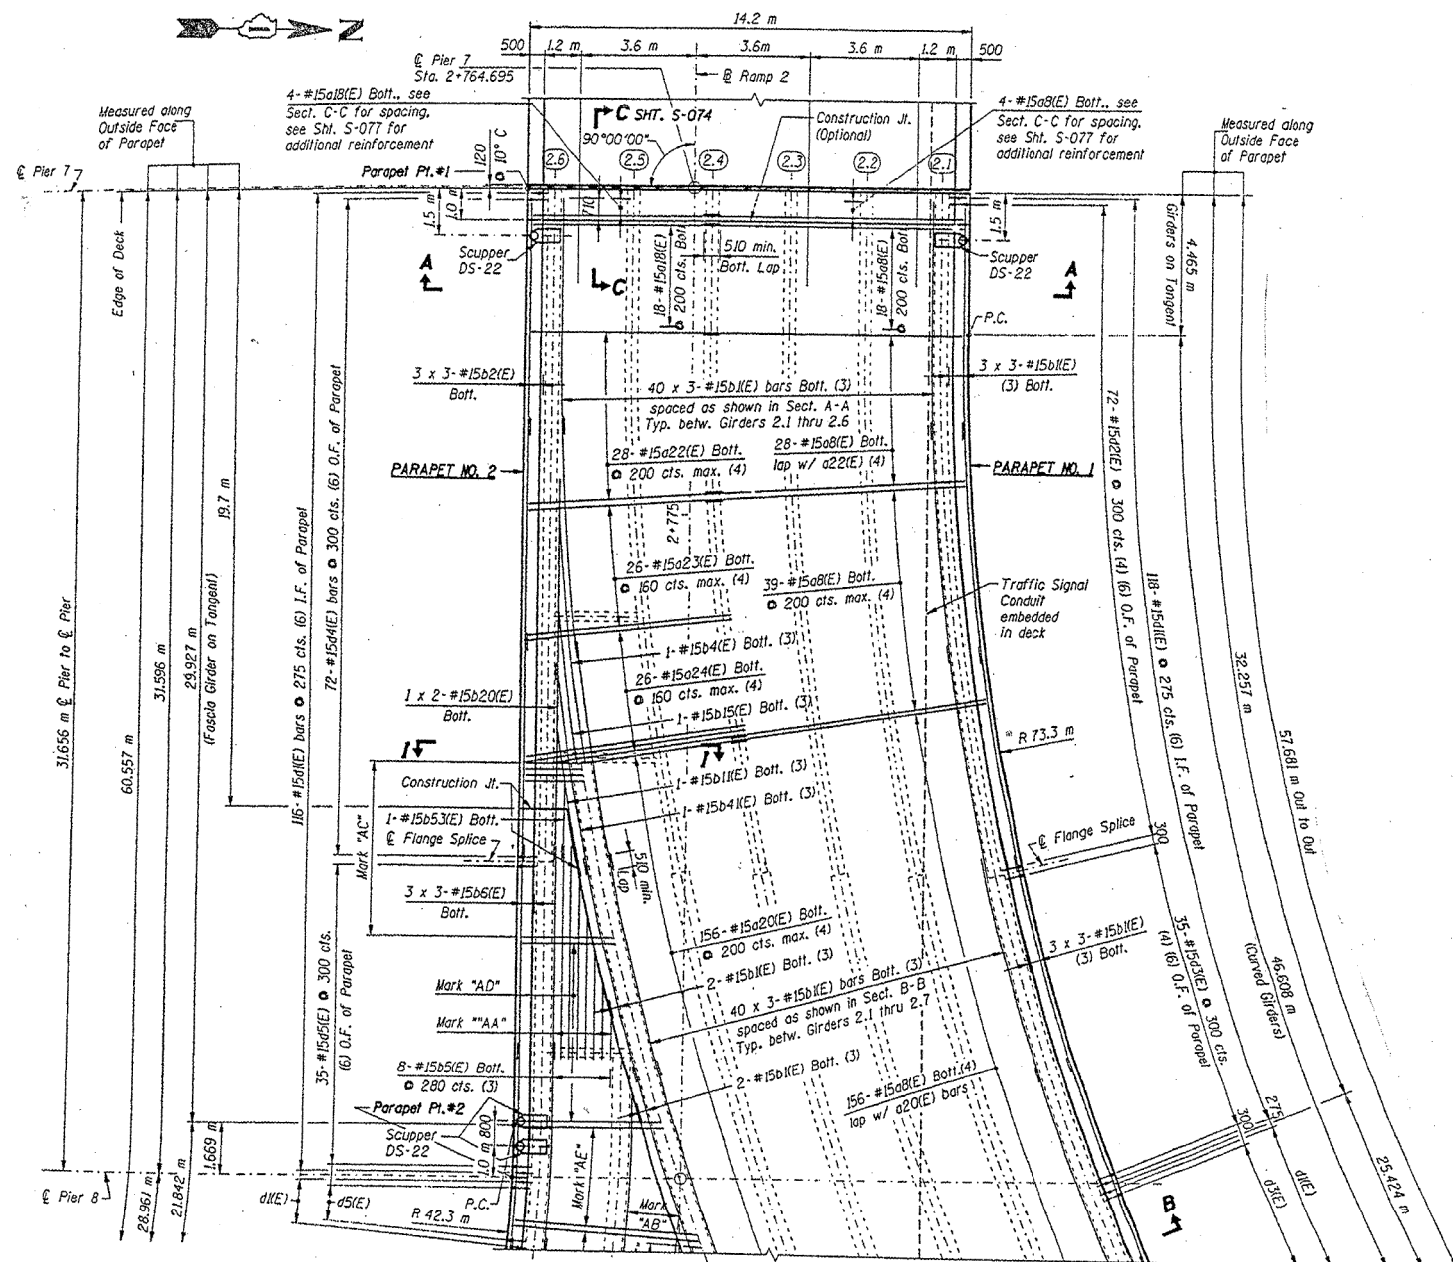 N
14.2 m
500
1.2 m
3.6 m
3.6m
3.6 m
1.2 m
500
℄ Pier 7
Sta. 2+764.695
℄ Ramp 2
4-#15a18(E) Bott., see
Sect. C-C for spacing,
see Sht. S-077 for
additional reinforcement
C SHT. S-074
90°00'00"
Construction Jt.
(Optional)
4-#15a8(E) Bott., see
Sect. C-C for spacing,
see Sht. S-077 for
additional reinforcement
Measured along
Outside Face
of Parapet
Measured along
Outside Face
of Parapet
120
@ 10° C
2.6
2.5
2.4
2.3
2.2
2.1
℄ Pier 7
Parapet Pt.#1
1.5 m
1.0 m
710
1.5 m
Edge of Deck
Scupper
DS-22
18-#15a18(E)
@ 200 cts. Bott
510 min.
Bott. Lap
18-#15a8(E)
@ 200 cts. Bott
Scupper
DS-22
Girders on Tangent
4.465 m
A
C
A
P.C.
3 x 3-#15b2(E)
Bott.
40 x 3-#15b1(E) bars Bott. (3)
spaced as shown in Sect. A-A
Typ. betw. Girders 2.1 thru 2.6
3 x 3-#15b1(E)
(3) Bott.
28-#15a22(E) Bott.
@ 200 cts. max. (4)
28-#15a8(E) Bott.
lap w/ a22(E) (4)
PARAPET NO. 2
PARAPET NO. 1
2+775
26-#15a23(E) Bott.
@ 160 cts. max. (4)
39-#15a8(E) Bott.
@ 200 cts. max. (4)
Traffic Signal
Conduit
embedded
in deck
1-#15b4(E) Bott. (3)
26-#15a24(E) Bott.
@ 160 cts. max. (4)
1 x 2-#15b20(E)
Bott.
1-#15b15(E) Bott. (3)
I
I
* R 73.3 m
Construction Jt.
1-#15b11(E) Bott. (3)
1-#15b41(E) Bott. (3)
1-#15b53(E) Bott.
℄ Flange Splice
Mark "AC"
510 min.
Lap
℄ Flange Splice
300
3 x 3-#15b6(E)
Bott.
156-#15a20(E) Bott.
@ 200 cts. max. (4)
3 x 3-#15b1(E)
(3) Bott.
2-#15b1(E) Bott. (3)
Mark "AD"
40 x 3-#15b1(E) bars Bott. (3)
spaced as shown in Sect. B-B
Typ. betw. Girders 2.1 thru 2.7
Mark ""AA"
8-#15b5(E) Bott.
@ 280 cts. (3)
2-#15b1(E) Bott. (3)
156-#15a8(E) Bott.(4)
lap w/ a20(E) bars
Parapet Pt.#2
Scupper
DS-22
800
1.0 m
Mark "AE"
Mark
"AB"
P.C.
R 42.3 m
℄ Pier 8
31.656 m ℄ Pier to ℄ Pier
60.557 m
31.596 m
29.927 m
(Fascia Girder on Tangent)
19.7 m
116-#15d1(E) bars @ 275 cts. (6) I.F. of Parapet
72-#15d4(E) bars @ 300 cts. (6) O.F. of Parapet
35-#15d5(E) @ 300 cts.
(6) O.F. of Parapet
1.669 m
28.961 m
21.842 m
d1(E)
d5(E)
72-#15d2(E) @ 300 cts. (4) (6) O.F. of Parapet
118-#15d1(E) @ 275 cts. (6) I.F. of Parapet
32.257 m
57.681 m Out to Out
35-#15d3(E) @ 300 cts.
(4) (6) O.F. of Parapet
46.608 m
(Curved Girders)
275
300
d3(E)
d1(E)
25.424 m
B